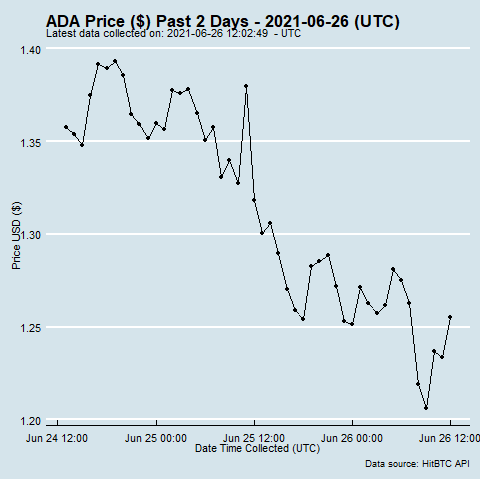 ADA Price ($) Past 2 Days - 2021-06-26 (UTC)
Latest data collected on: 2021-06-26 12:02:49 - UTC
1.40
1.35
1.30
1.25
1.20
Price USD ($)
Jun 24 12:00 Jun 25 00:00 Jun 25 12:00 Jun 26 00:00 Jun 26 12:00
Date Time Collected (UTC)
Data source: HitBTC API